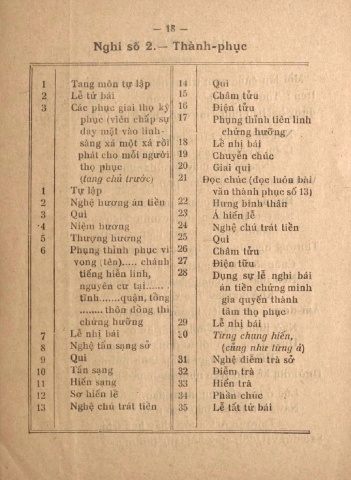 — 18 —
Nghi số 2.— Thành-phục
1 Tang môn tự lập
2 Lễ tứ bái
3 Các phục giai thọ kỳ
phục (viên chấp sự
day mặt vào linh-
sàng xá một xá rồi
phát cho mỗi người
thọ phục
(tang chủ trước)
1 Tự lập
2 Nghệ hương án tiền
3 Quì
4 Niệm hương
5 Thượng hương
6 Phụng thỉnh phục vì
vong (tên)..... chánh
tiếng hiển linh,
nguyên cư tại......
tỉnh.......quận, tổng
......... thôn đồng thỉ
chứng hưởng
7 Lễ nhị bái
8 Nghệ tấn sạng sở
9 Quì
10 Tấn sạng
11 Hiến sạng
12 Sơ hiến lễ
13 Nghệ chủ trát tiền
14 Quì
15 Châm tửu
16 Điện tửu
17 Phụng thỉnh tiên linh
chứng hưởng
18 Lễ nhị bái
19 Chuyển chúc
20 Giai quì
21 Đọc chúc (đọc luôn bài
văn thành phục số 13)
22 Hưng bình thân
23 Á hiến lễ
24 Nghệ chủ trát tiền
25 Quì
26 Châm tửu
27 Điện tửu
28 Dụng sự lễ nghi bái
án tiền chứng minh
gia quyến thành
tâm thọ phục
29 Lễ nhị bái
30 Từng chung hiến,
(cũng như từng á)
31 Nghệ điểm trà sở
32 Điểm trà
33 Hiến trà
34 Phần chúc
35 Lễ tất tứ bái